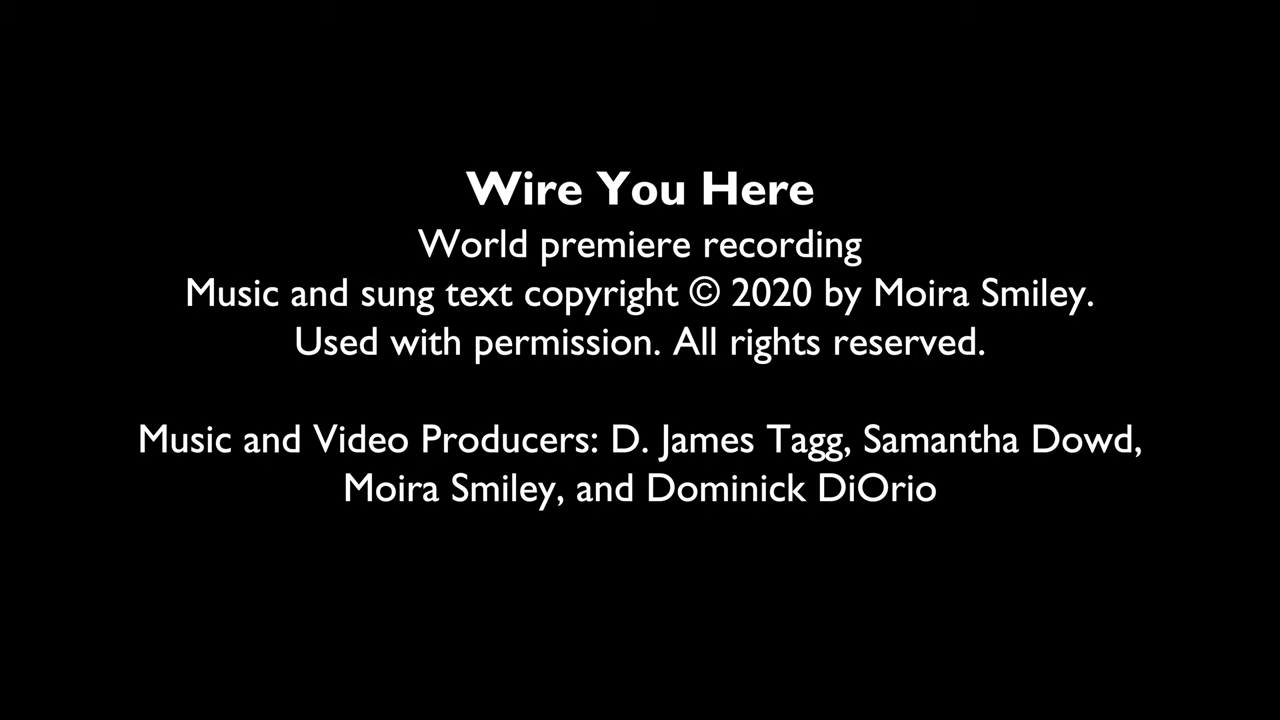 Wire You Here
World premiere recording
Music and sung text copyright © 2020 by Moira Smiley.
Used with permission. All rights reserved.
Music and Video Producers: D. James Tagg, Samantha Dowd,
Moira Smiley, and Dominick DiOrio